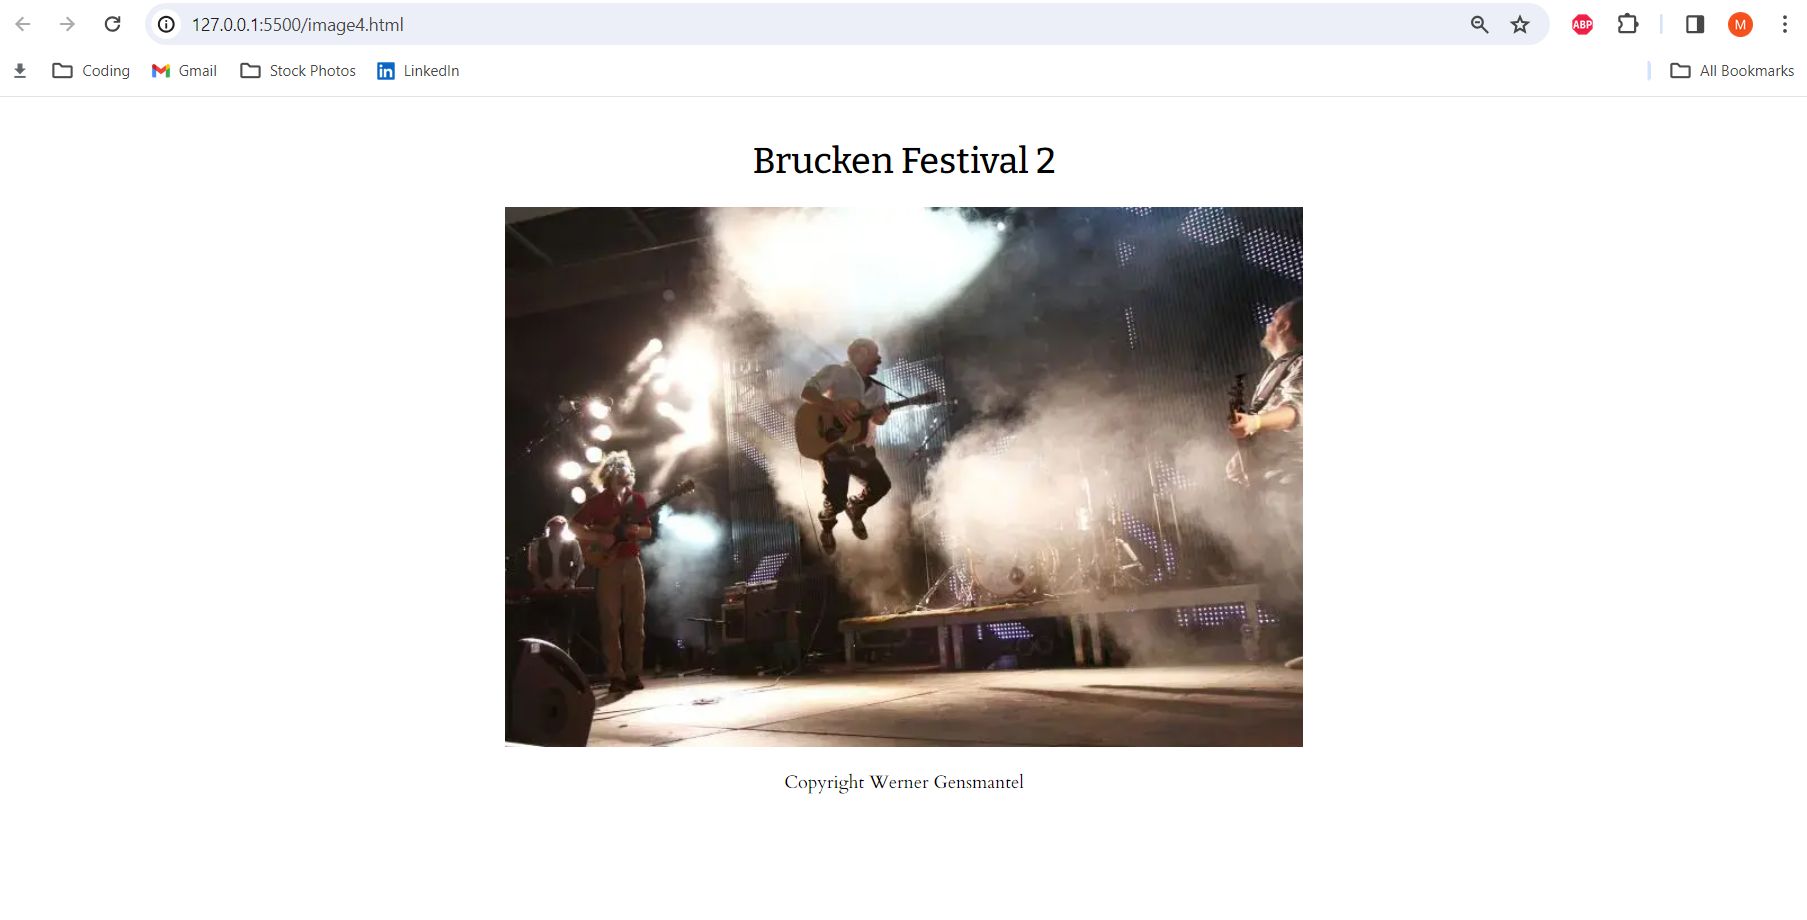 127.0.0.1:5500/image4.html
ABP
M
Coding
Gmail
Stock Photos
in
LinkedIn
All Bookmarks
Brucken Festival 2
Copyright Werner Gensmantel